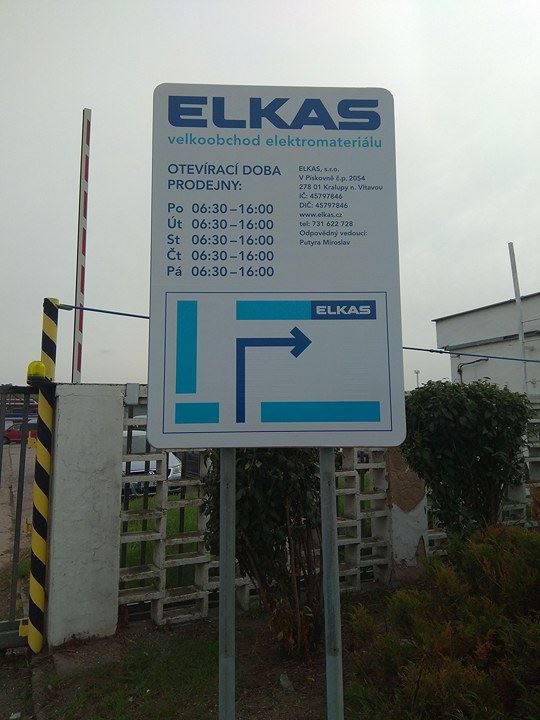 ELKAS
velkoobchod elektromateriálu
OTEVÍRACÍ DOBA
PRODEJNY:
Po 06:30–16:00
Út 06:30–16:00
St 06:30–16:00
Čt 06:30–16:00
Pá 06:30–16:00
ELKAS, s.r.o.
V Pískovně č.p. 2054
278 01 Kralupy n. Vltavou
IČ: 45797846
DIČ: 45797846
www.elkas.cz
tel: 731 622 728
Odpovědný vedoucí:
Putyra Miroslav
ELKAS